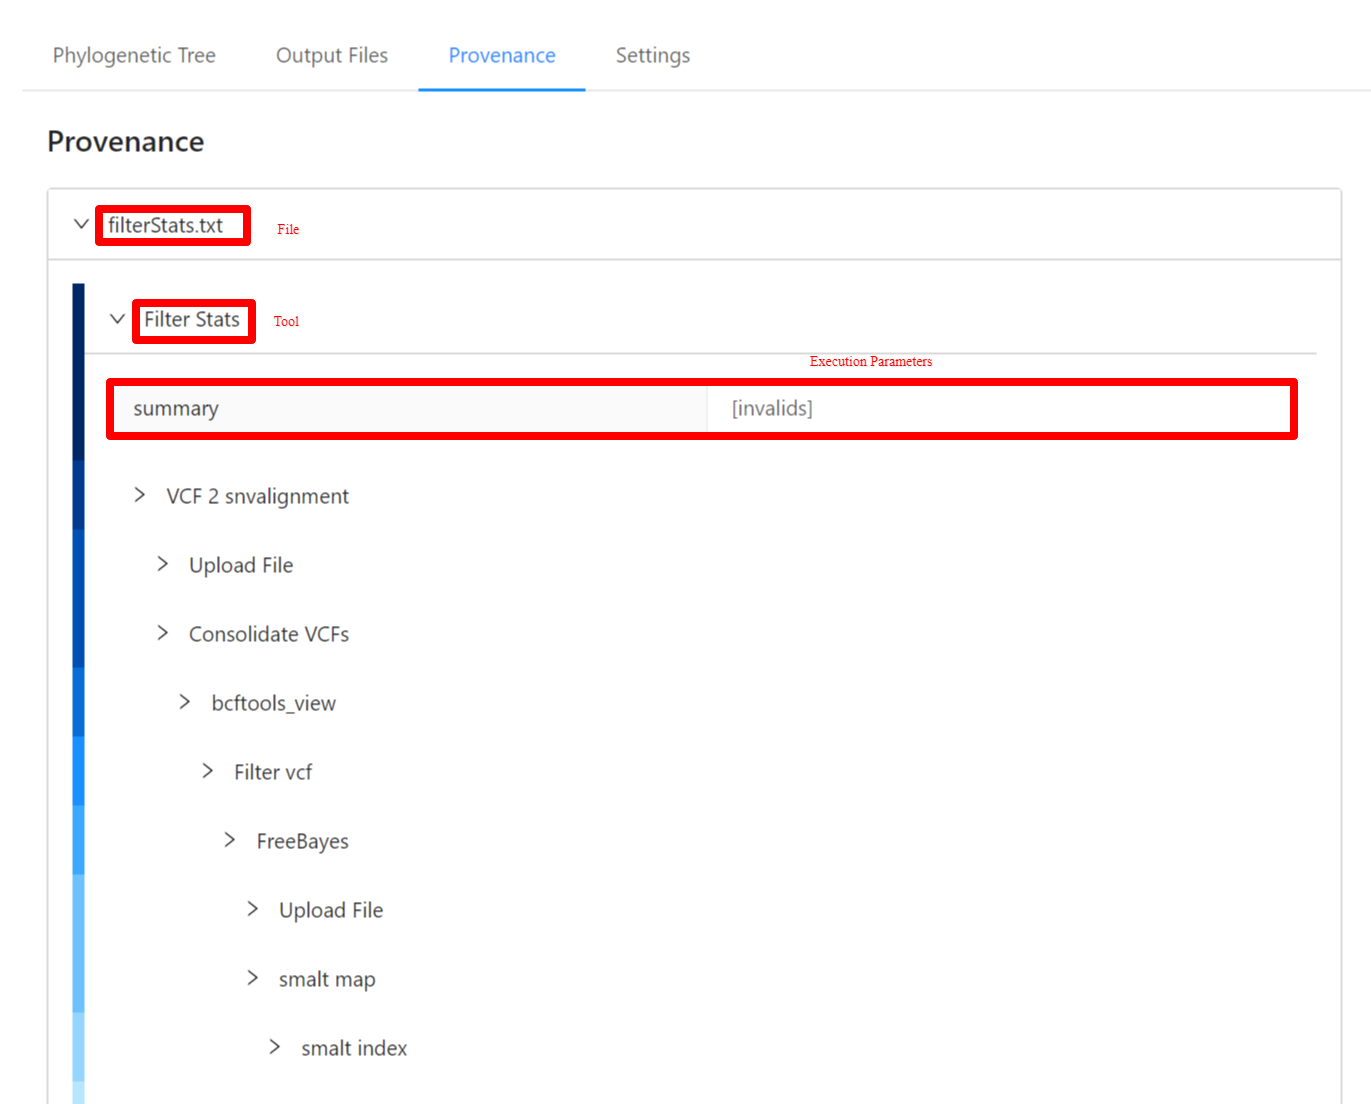 Phylogenetic Tree Output Files Provenance Settings
Provenance
filterStats.txt File
Filter Stats Tool
Execution Parameters
summary [invalids]
VCF 2 snvalignment
Upload File
Consolidate VCFs
bcftools_view
Filter vcf
FreeBayes
Upload File
smalt map
smalt index